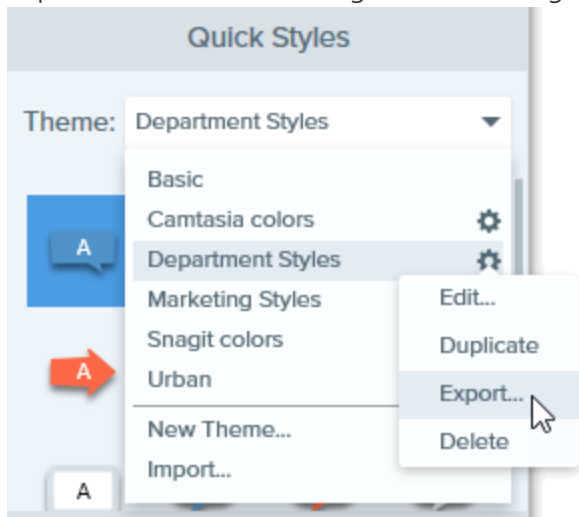 Quick Styles
Theme: Department Styles
A
Basic
Camtasia colors
Department Styles
Marketing Styles
Snagit colors
Urban
New Theme...
Import...
Edit...
Duplicate
Export...
Delete
A
A